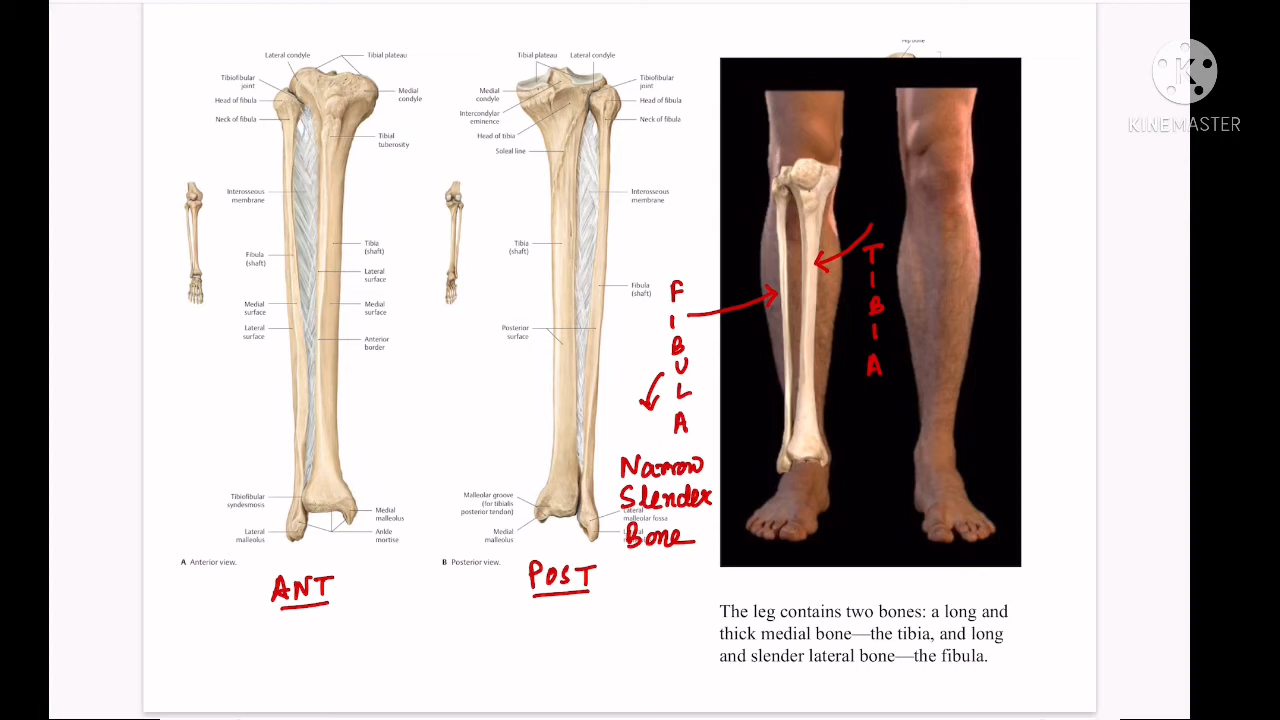 Hip bone
KINEMASTER
Lateral condyle
Tibial plateau
Tibiofibular
joint
Head of fibula
Neck of fibula
Medial
condyle
Tibial
tuberosity
Interosseous
membrane
Fibula
(shaft)
Tibia
(shaft)
Lateral
surface
Medial
surface
Medial
surface
Lateral
surface
Anterior
border
Tibiofibular
syndesmosis
Medial
malleolus
Lateral
malleolus
Ankle
mortise
A Anterior view.
ANT
Tibial plateau
Lateral condyle
Medial
condyle
Tibiofibular
joint
Intercondylar
eminence
Head of fibula
Neck of fibula
Head of tibia
Soleal line
Interosseous
membrane
Tibia
(shaft)
Fibula
(shaft)
Posterior
surface
Malleolar groove
(for tibialis
posterior tendon)
Medial
malleolus
Lateral
malleolar fossa
B Posterior view.
POST
FIBULA
Narrow
Slender
Bone
TIBIA
The leg contains two bones: a long and
thick medial bone—the tibia, and long
and slender lateral bone—the fibula.